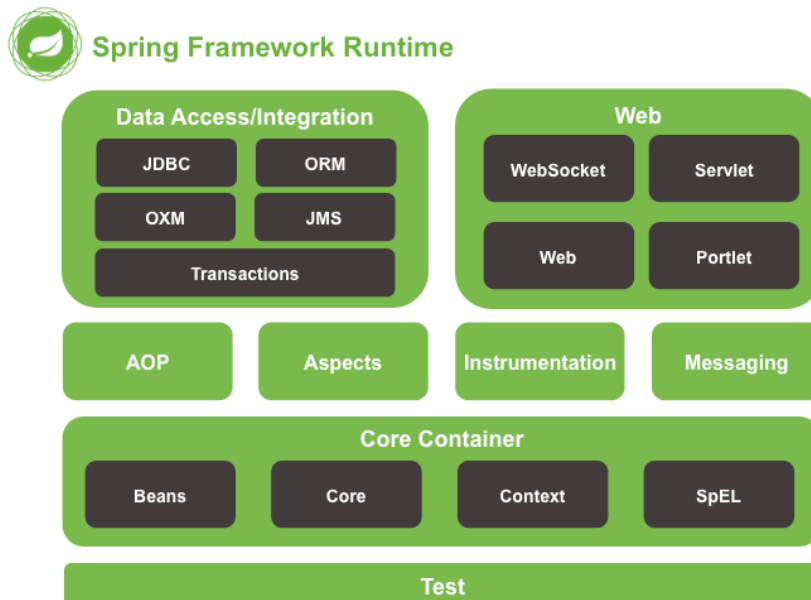 Spring Framework Runtime
Data Access/Integration
JDBC
ORM
OXM
JMS
Transactions
Web
WebSocket
Servlet
Web
Portlet
AOP
Aspects
Instrumentation
Messaging
Core Container
Beans
Core
Context
SpEL
Test